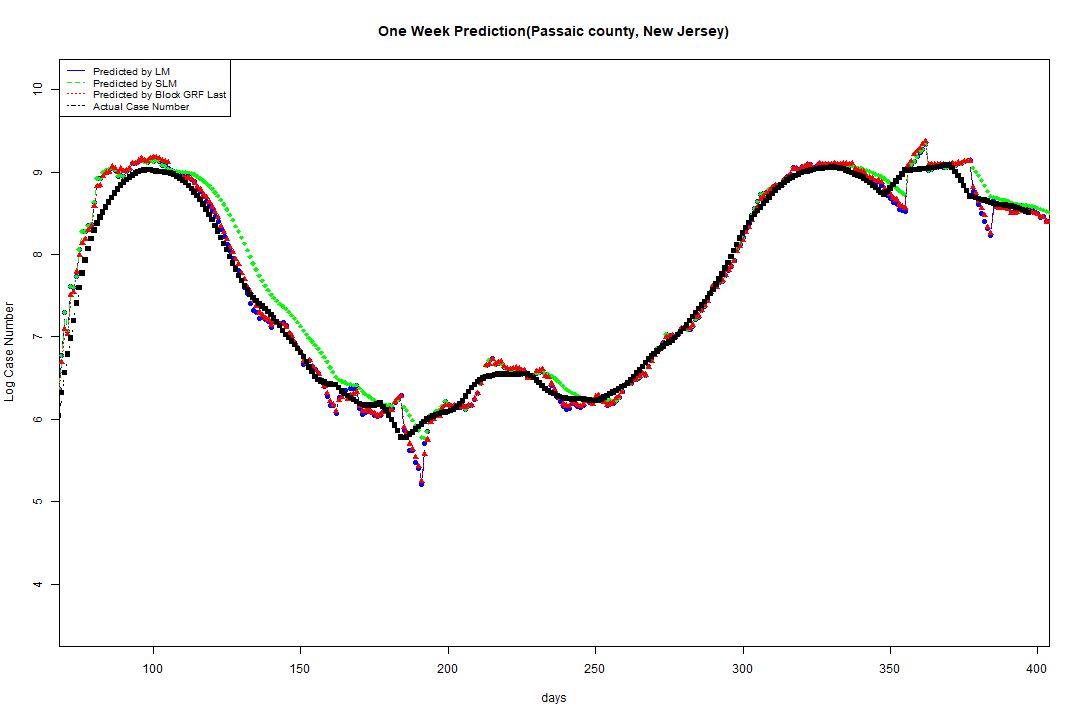 One Week Prediction(Passaic county, New Jersey)
Predicted by LM
Predicted by SLM
Predicted by Block GRF Last
Actual Case Number
10
9
8
7
6
5
4
Log Case Number
100 150 200 250 300 350 400
days